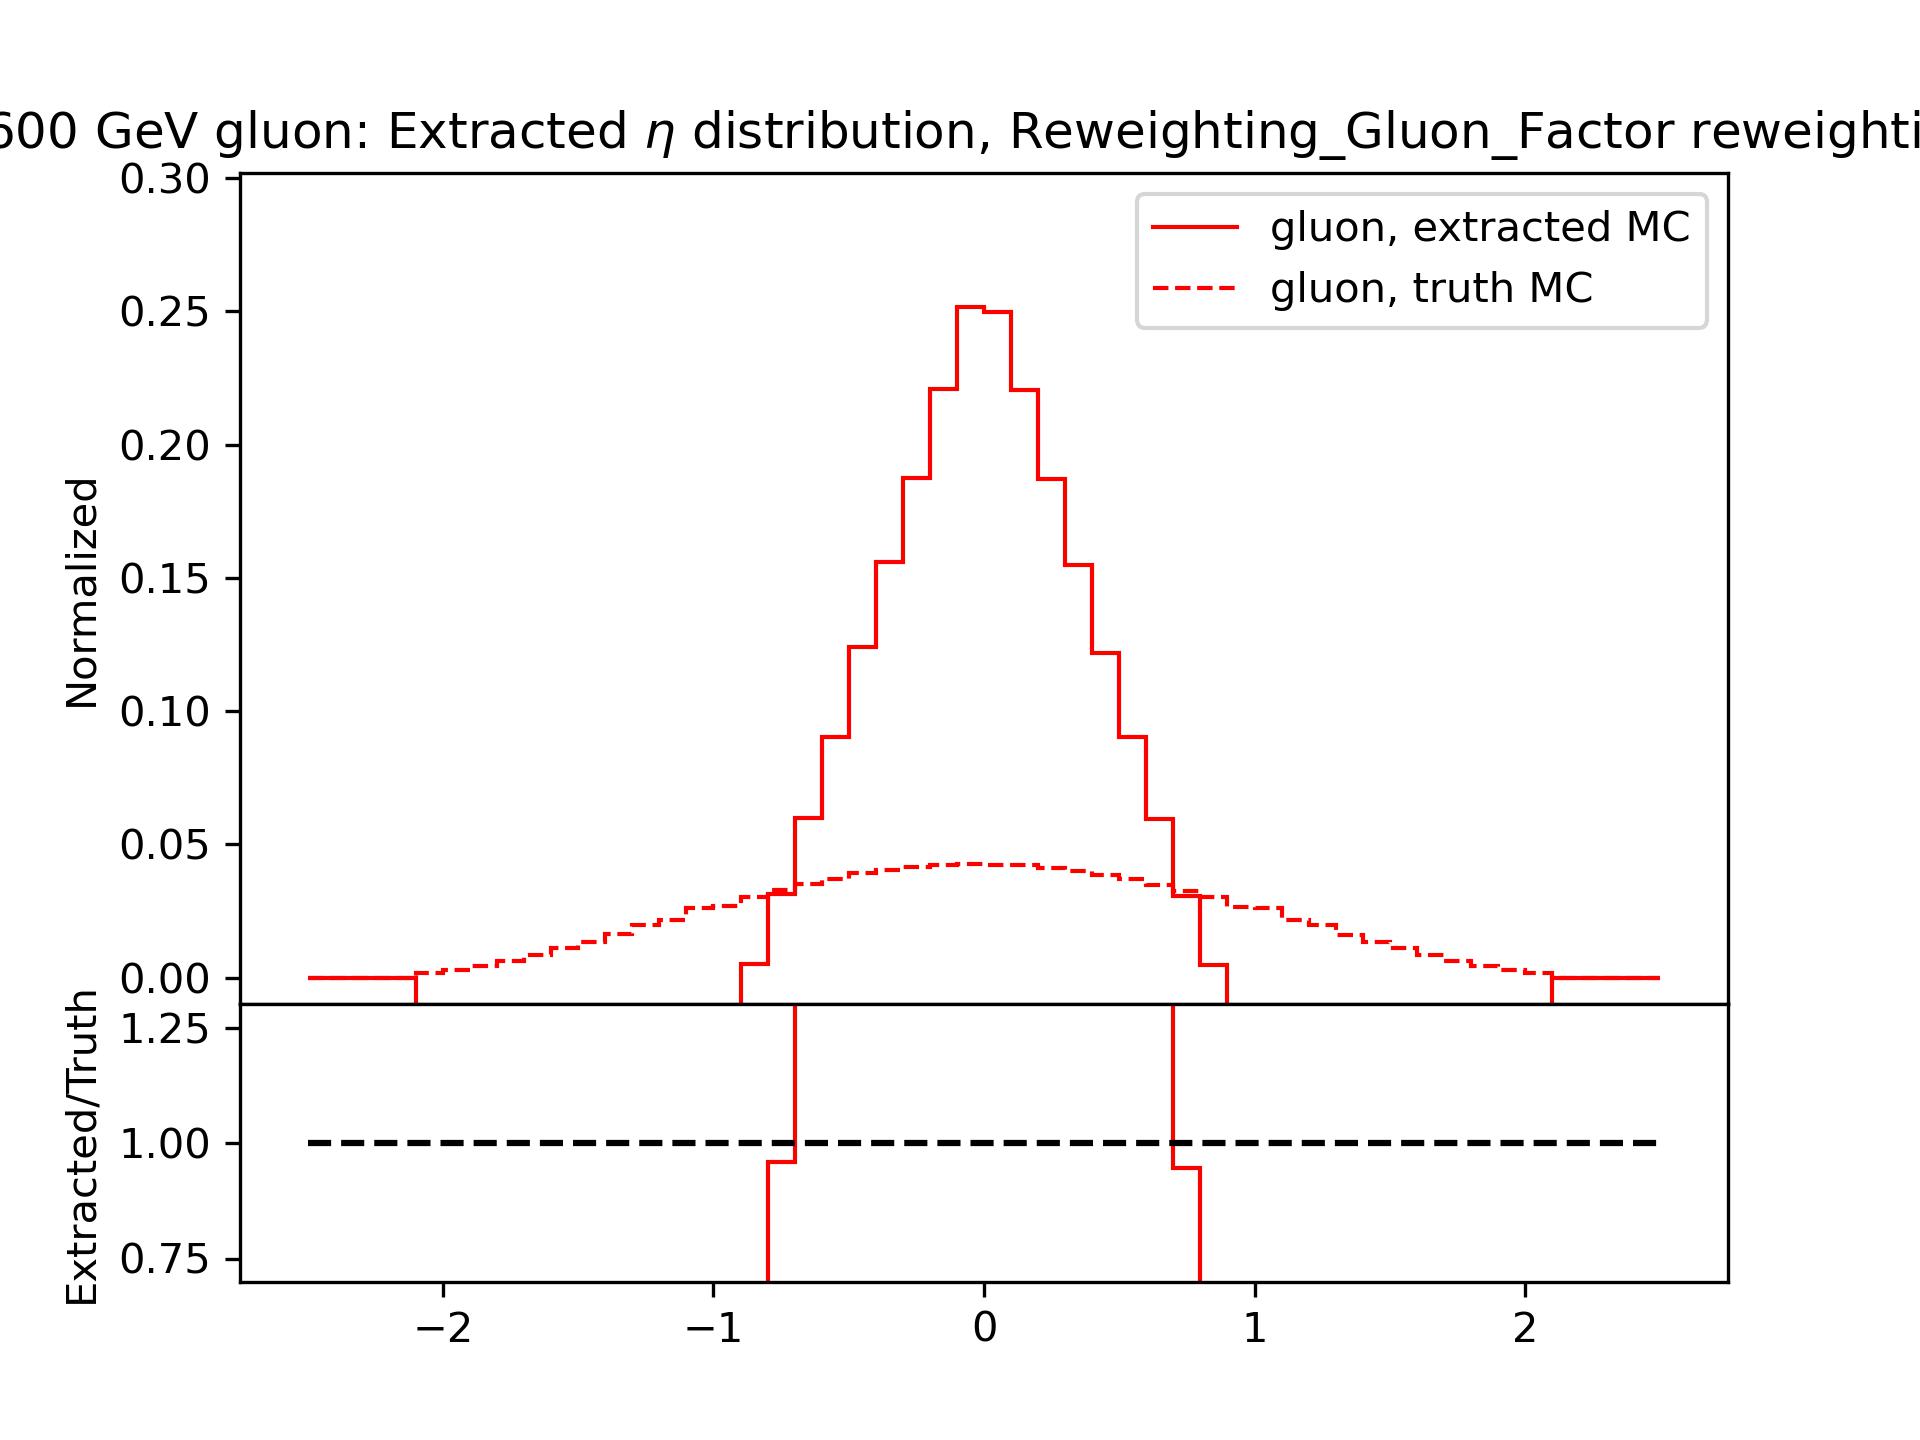 600 GeV gluon: Extracted η distribution, Reweighting_Gluon_Factor reweighti
0.30
gluon, extracted MC
gluon, truth MC
0.25
0.20
0.15
0.10
0.05
0.00
Normalized
1.25
1.00
0.75
Extracted/Truth
−2 −1 0 1 2